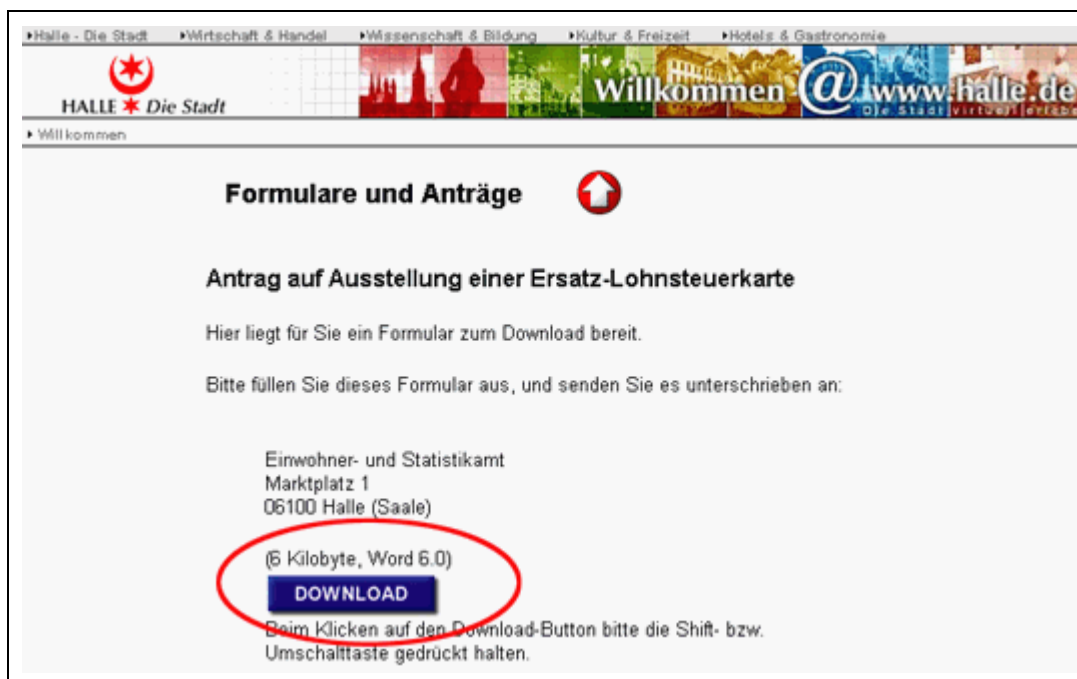 Halle - Die Stadt Wirtschaft & Handel Wissenschaft & Bildung Kultur & Freizeit Hotels & Gastronomie
HALLE Die Stadt
Willkommen @ www.halle.de
Die Stadt virtuell erleben
Willkommen
Formulare und Anträge
Antrag auf Ausstellung einer Ersatz-Lohnsteuerkarte
Hier liegt für Sie ein Formular zum Download bereit.
Bitte füllen Sie dieses Formular aus, und senden Sie es unterschrieben an:
Einwohner- und Statistikamt
Marktplatz 1
06100 Halle (Saale)
(6 Kilobyte, Word 6.0)
DOWNLOAD
Beim Klicken auf den Download-Button bitte die Shift- bzw.
Umschalttaste gedrückt halten.